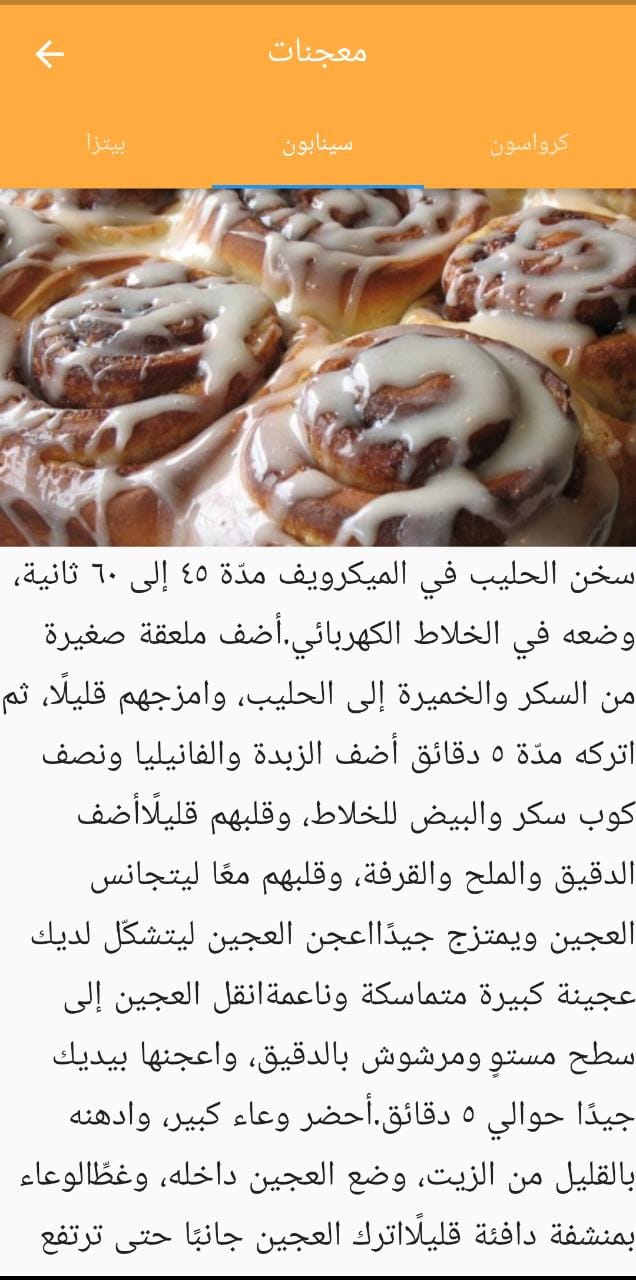 معجنات
كرواسون
سينابون
بيتزا
سخن الحليب في الميكرويف مدّة ٤٥ إلى ٦٠ ثانية،
وضعه في الخلاط الكهربائي.أضف ملعقة صغيرة
من السكر والخميرة إلى الحليب، وامزجهم قليلًا، ثم
اتركه مدّة ٥ دقائق أضف الزبدة والفانيليا ونصف
كوب سكر والبيض للخلاط، وقلبهم قليلًاأضف
الدقيق والملح والقرفة، وقلبهم معًا ليتجانس
العجين ويمتزج جيدًااعجن العجين ليتشكّل لديك
عجينة كبيرة متماسكة وناعمةانقل العجين إلى
سطح مستوٍ ومرشوش بالدقيق، واعجنها بيديك
جيدًا حوالي ٥ دقائق.أحضر وعاء كبير، وادهنه
بالقليل من الزيت، وضع العجين داخله، وغطِّالوعاء
بمنشفة دافئة قليلًااترك العجين جانبًا حتى ترتفع